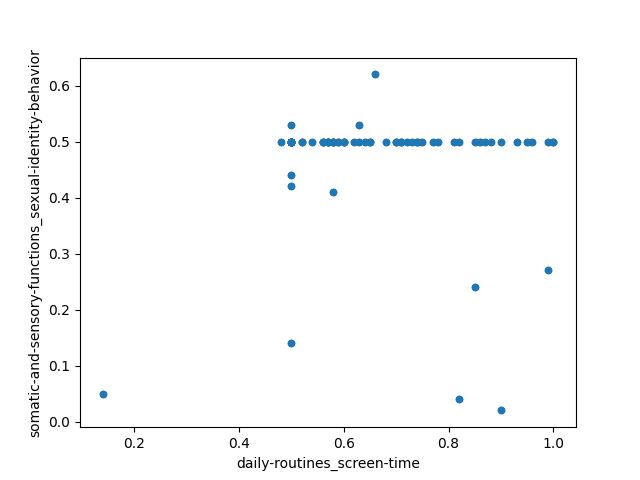 somatic-and-sensory-functions_sexual-identity-behavior
0.6
0.5
0.4
0.3
0.2
0.1
0.0
0.2 0.4 0.6 0.8 1.0
daily-routines_screen-time